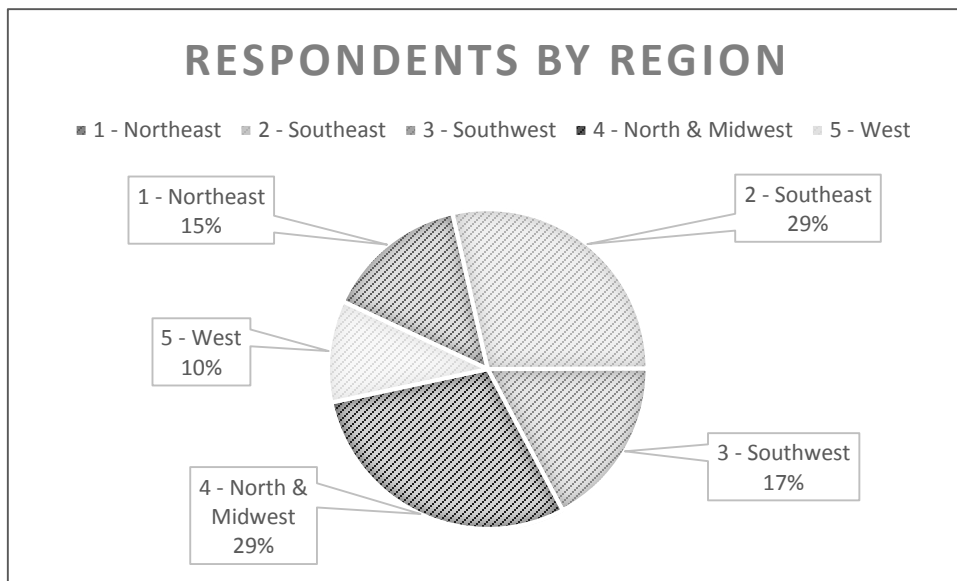 RESPONDENTS BY REGION
1 - Northeast 2 - Southeast 3 - Southwest 4 - North & Midwest 5 - West
1 - Northeast
15%
2 - Southeast
29%
5 - West
10%
3 - Southwest
17%
4 - North &
Midwest
29%